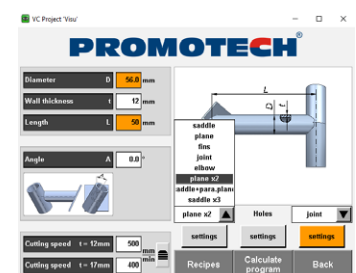 VC Project 'Visu'
PROMOTECH®
Diameter D 56.0 mm
Wall thickness t 12 mm
Length L 50 mm
Angle A 0.0 °
Cutting speed t = 12mm 500
mm
min
Cutting speed t = 17mm 400
L
D
t
saddle
plane
fins
joint
elbow
plane x2
addle+para.plane
saddle x3
plane x2 Holes joint
settings settings settings
Recipes Calculate program Back